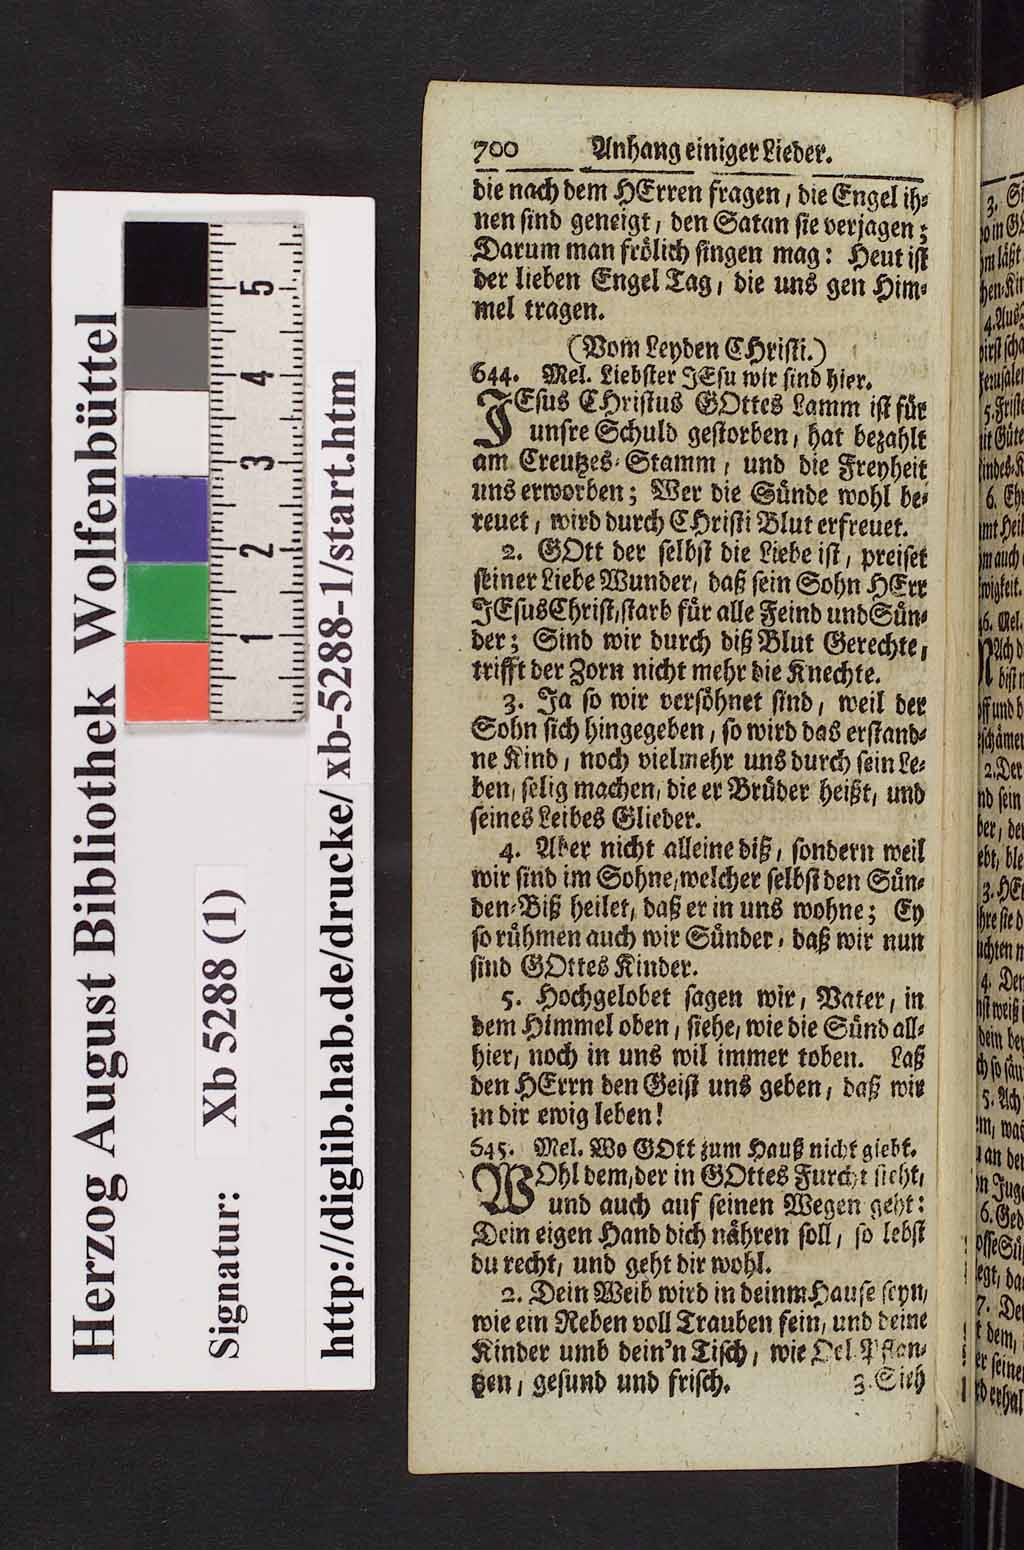 700 Anhang einiger Lieder.
die nach dem HErren fragen, die Engel ih-
nen sind geneigt, den Satan sie verjagen;
Darum man frölich singen mag: Heut ist
der lieben Engel Tag, die uns gen Him-
mel tragen.
(Vom Leyden CHristi.)
644. Mel. Liebster JEsu wir sind hier.
JEsus CHristus GOttes Lamm ist für
unsre Schuld gestorben, hat bezahlt
am Creutzes-Stamm, und die Freyheit
uns erworben; Wer die Sünde wohl be-
reuet, wird durch CHristi Blut erfreuet.
2. GOtt der selbst die Liebe ist, preiset
seiner Liebe Wunder, daß sein Sohn HErr
JEsus Christ, starb für alle Feind und Sün-
der; Sind wir durch diß Blut Gerechte,
trifft der Zorn nicht mehr die Knechte.
3. Ja so wir versöhnet sind, weil der
Sohn sich hingegeben, so wird das erstand-
ne Kind, noch vielmehr uns durch sein Le-
ben, selig machen, die er Brüder heißt, und
seines Leibes Glieder.
4. Aber nicht alleine diß, sondern weil
wir sind im Sohne, welcher selbst den Sün-
den-Biß heilet, daß er in uns wohne; Ey
so rühmen auch wir Sünder, daß wir nun
sind GOttes Kinder.
5. Hochgelobet sagen wir, Vater, in
dem Himmel oben, siehe, wie die Sünd all-
hier, noch in uns wil immer toben. Laß
den HErrn den Geist uns geben, daß wir
in dir ewig leben!
645. Mel. Wo GOtt zum Hauß nicht giebt.
WOhl dem, der in GOttes Furcht steht,
und auch auf seinen Wegen geht:
Dein eigen Hand dich nähren soll, so lebst
du recht, und geht dir wohl.
2. Dein Weib wird in deinm Hause seyn,
wie ein Reben voll Trauben fein, und deine
Kinder umb dein'n Tisch, wie Oel-Pflan-
tzen, gesund und frisch. 3. Sieh
Herzog August Bibliothek Wolfenbüttel
Signatur: Xb 5288 (1)
http://diglib.hab.de/drucke/ xb-5288-1/start.htm
5
4
3
2
1